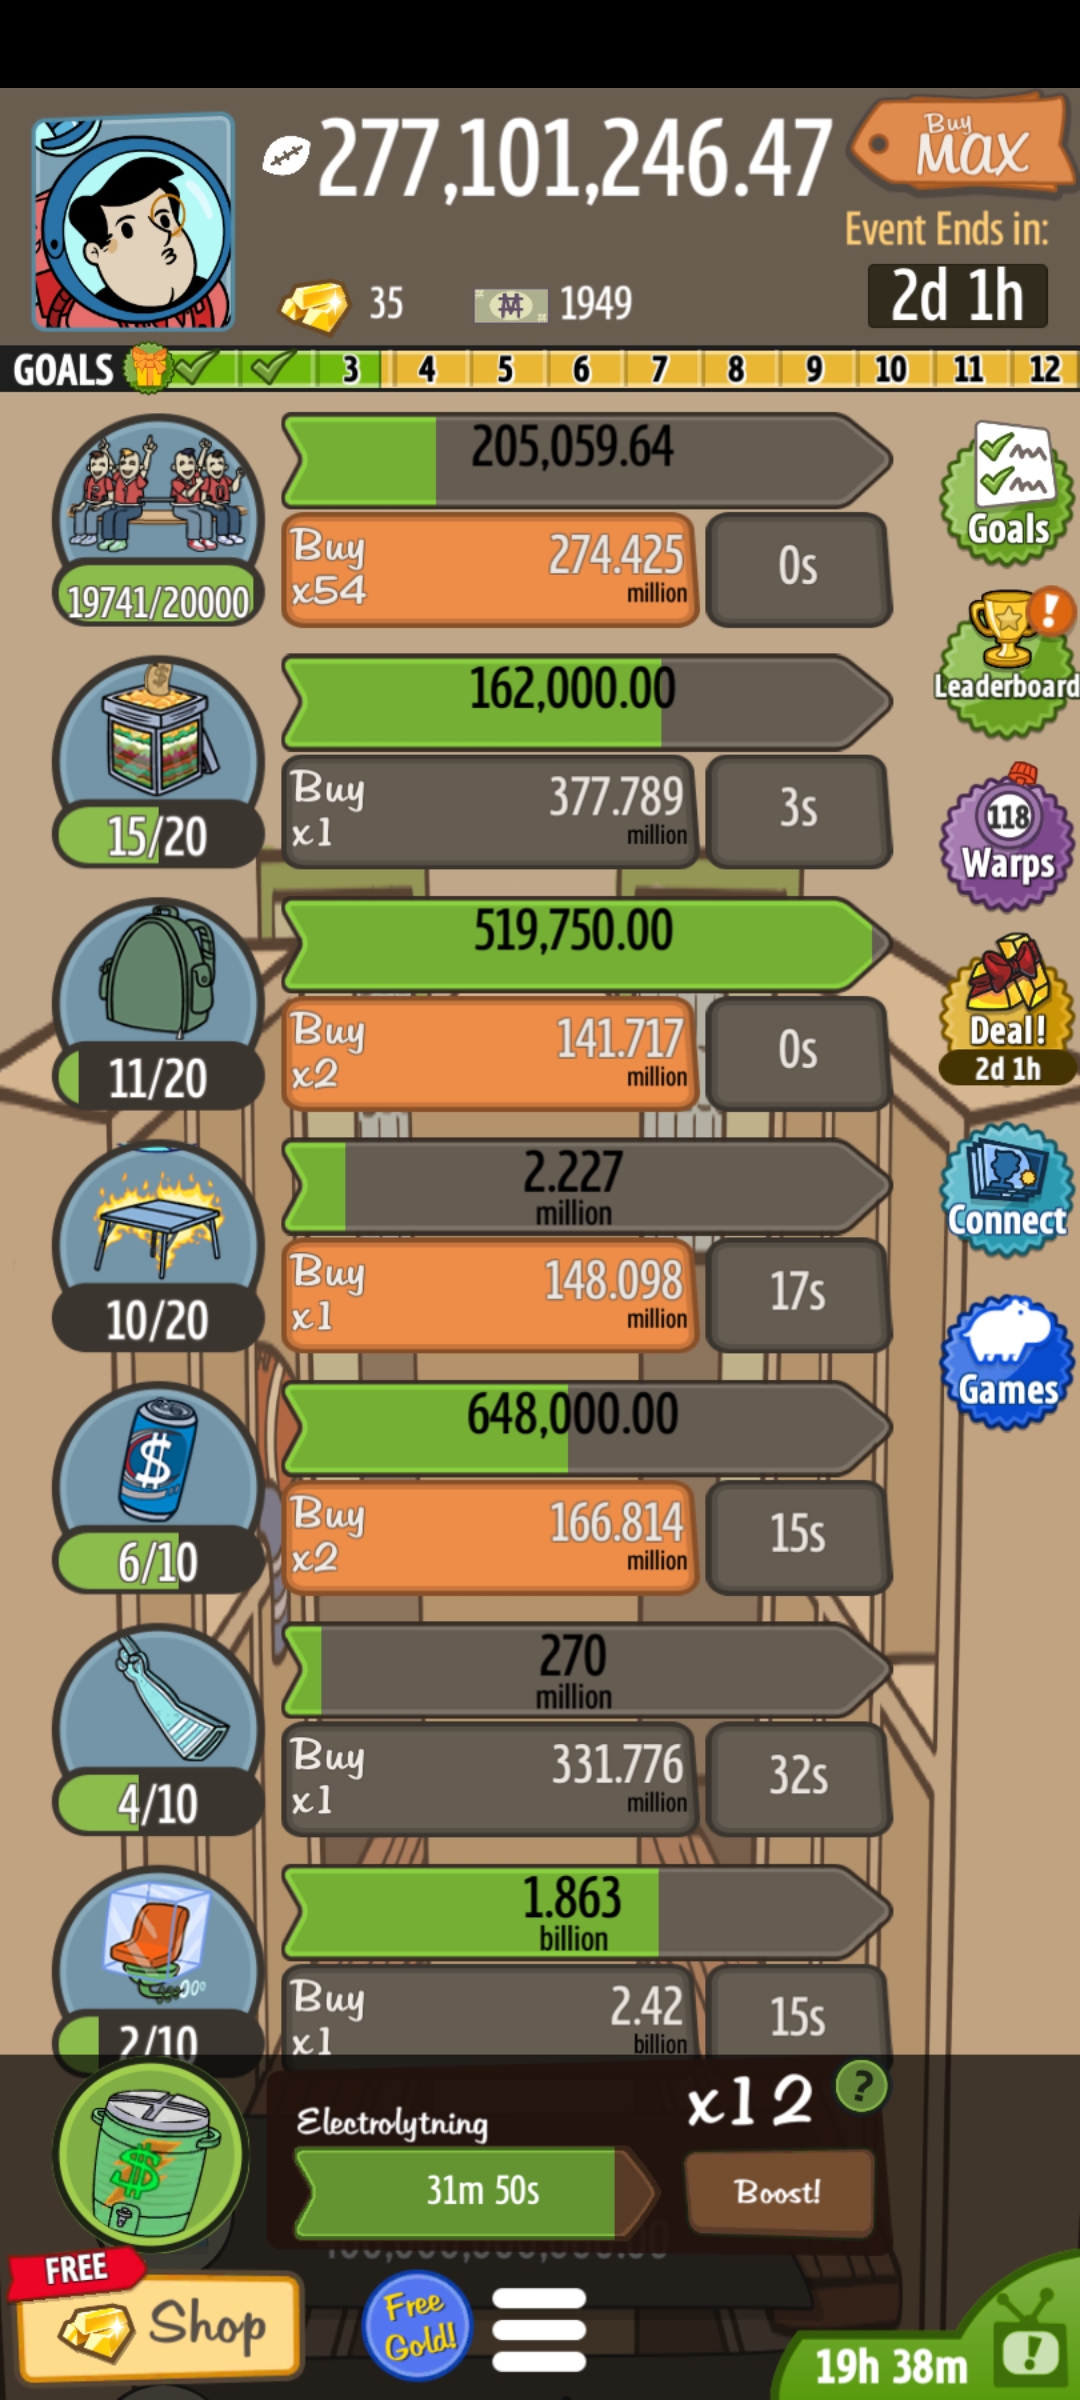 277,101,246.47
Buy
MAX
Event Ends in:
35
1949
2d 1h
GOALS 3 4 5 6 7 8 9 10 11 12
205,059.64
Buy
x54
274.425
million
0s
19741/20000
Goals
162,000.00
Buy
x1
377.789
million
3s
15/20
!
Leaderboard
519,750.00
Buy
x2
141.717
million
0s
11/20
118
Warps
Deal!
2d 1h
2.227
million
Buy
x1
148.098
million
17s
10/20
Connect
648,000.00
Buy
x2
166.814
million
15s
$
6/10
Games
270
million
Buy
x1
331.776
million
32s
4/10
1.863
billion
Buy
x1
2.42
billion
15s
2/10
Electrolytning
x12
?
$
31m 50s
Boost!
FREE
Shop
Free
Gold!
19h 38m
!